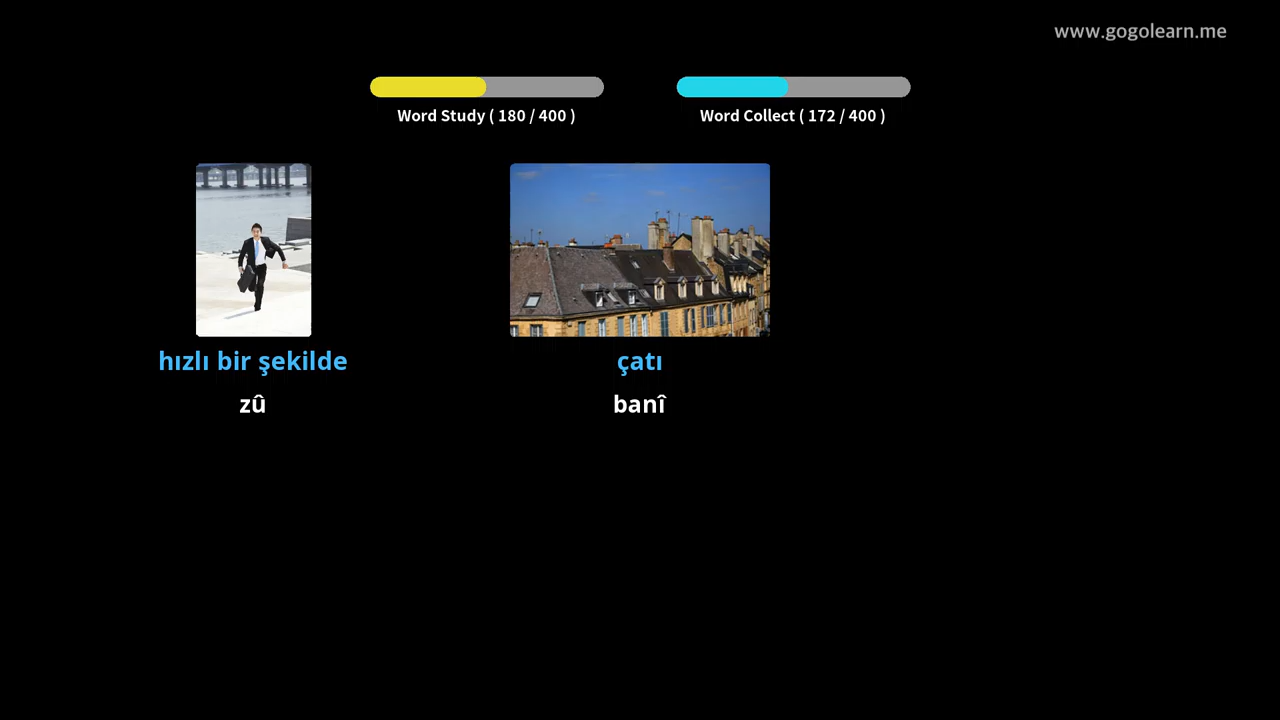 www.gogolearn.me
Word Study ( 180 / 400 )
Word Collect ( 172 / 400 )
hızlı bir şekilde
çatı
zû
banî